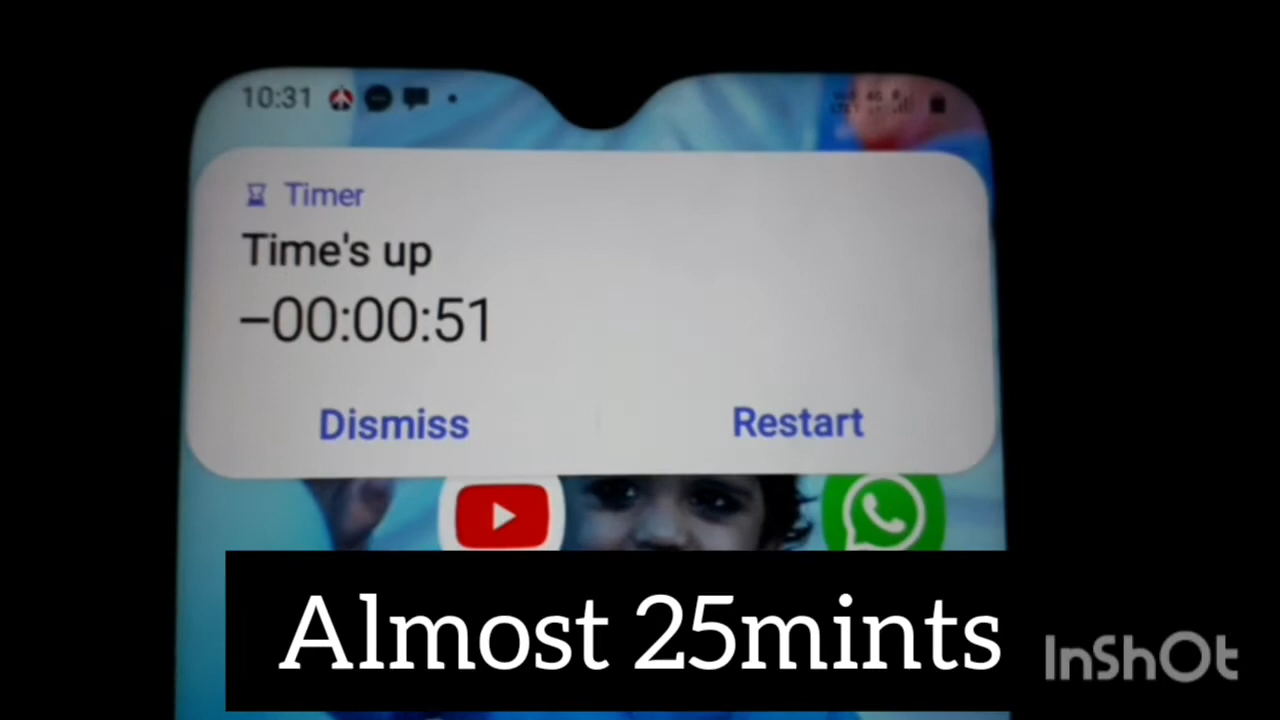 10:31
Timer
Time's up
−00:00:51
Dismiss
Restart
Almost 25mints
InShOt